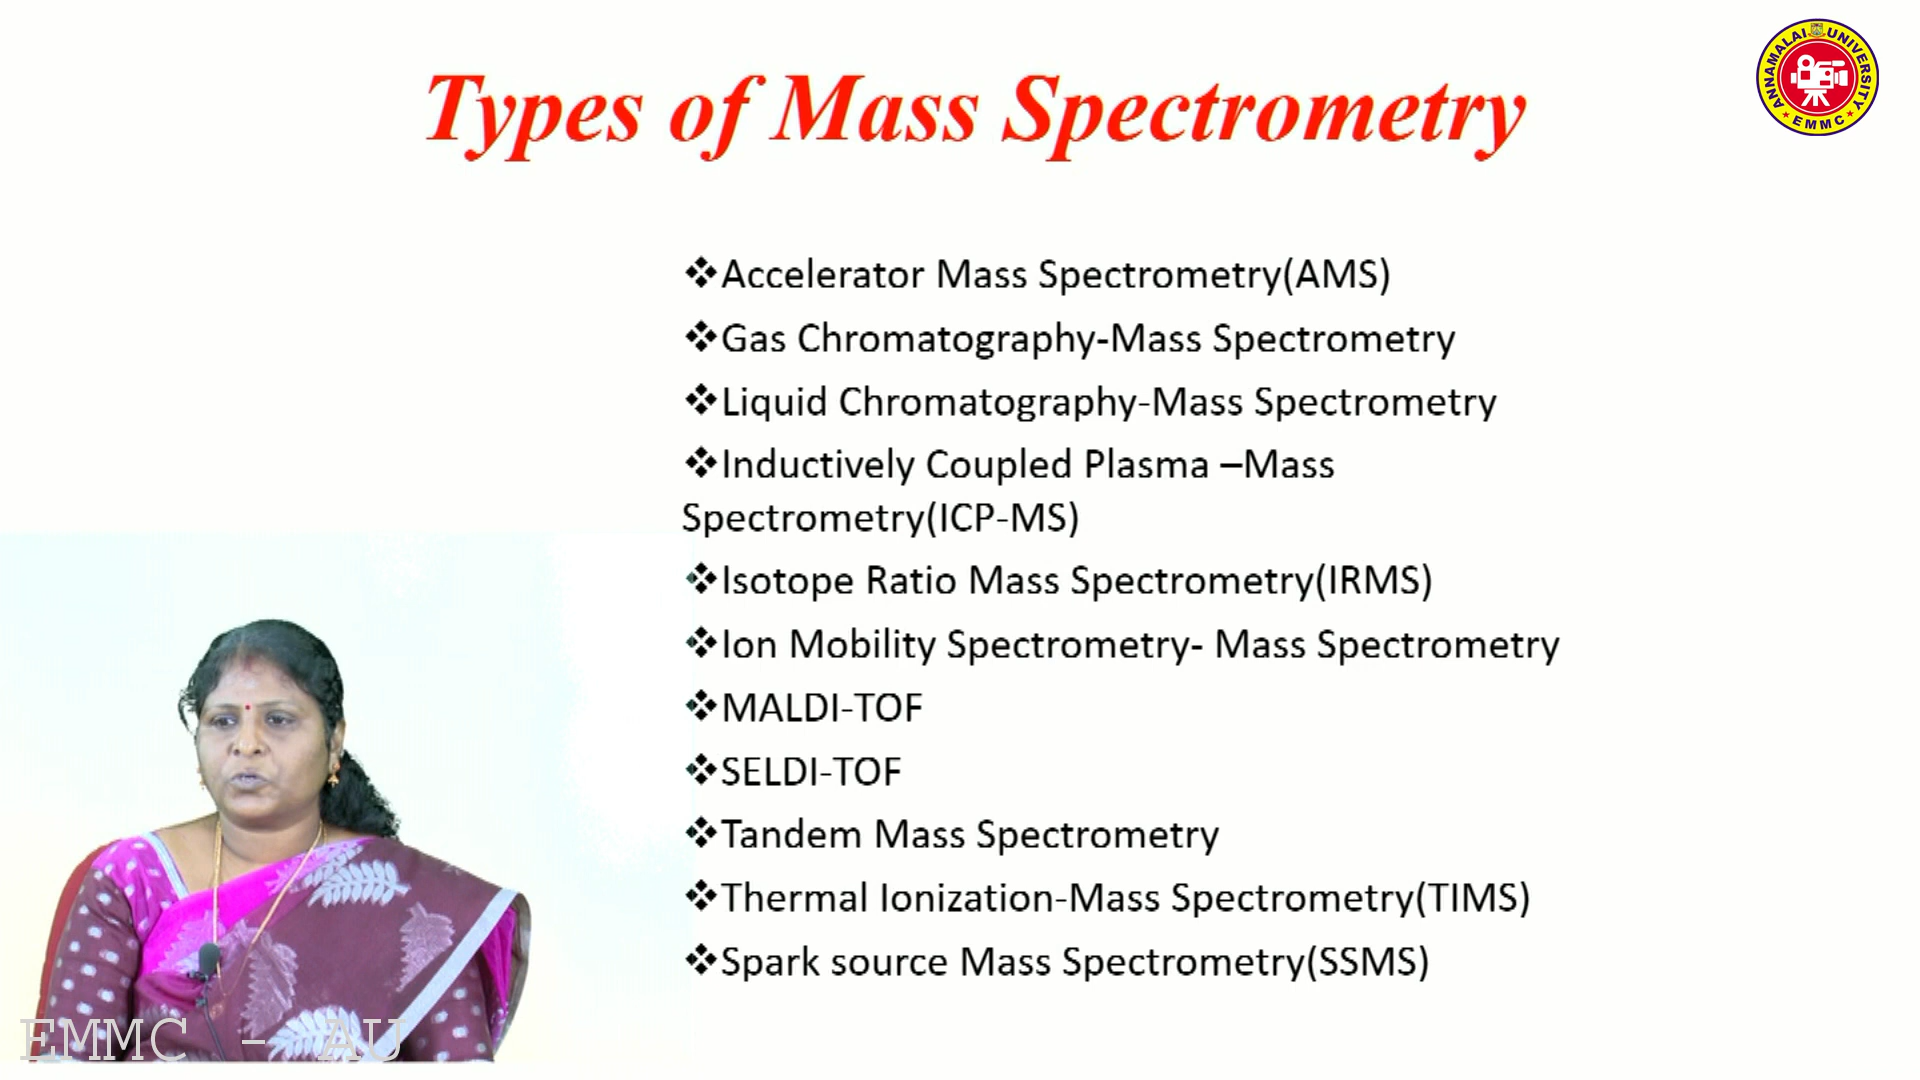 Types of Mass Spectrometry
ANNAMALAI UNIVERSITY
EMMC
❖Accelerator Mass Spectrometry(AMS)
❖Gas Chromatography-Mass Spectrometry
❖Liquid Chromatography-Mass Spectrometry
❖Inductively Coupled Plasma –Mass
Spectrometry(ICP-MS)
❖Isotope Ratio Mass Spectrometry(IRMS)
❖Ion Mobility Spectrometry- Mass Spectrometry
❖MALDI-TOF
❖SELDI-TOF
❖Tandem Mass Spectrometry
❖Thermal Ionization-Mass Spectrometry(TIMS)
❖Spark source Mass Spectrometry(SSMS)
EMMC - AU